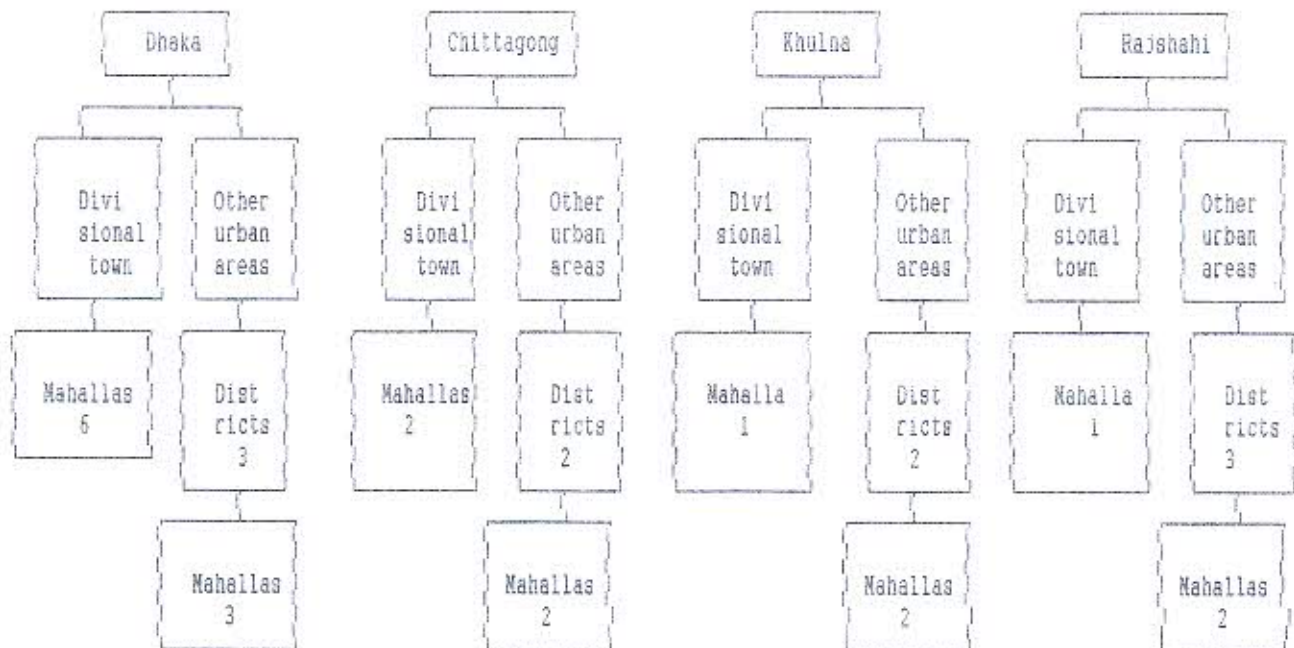 Dhaka
Chittagong
Khulna
Rajshahi
Divi
sional
town
Other
urban
areas
Divi
sional
town
Other
urban
areas
Divi
sional
town
Other
urban
areas
Divi
sional
town
Other
urban
areas
Mahallas
6
Dist
ricts
3
Mahallas
2
Dist
ricts
2
Mahalla
1
Dist
ricts
2
Mahalla
1
Dist
ricts
3
Mahallas
3
Mahallas
2
Mahallas
2
Mahallas
2